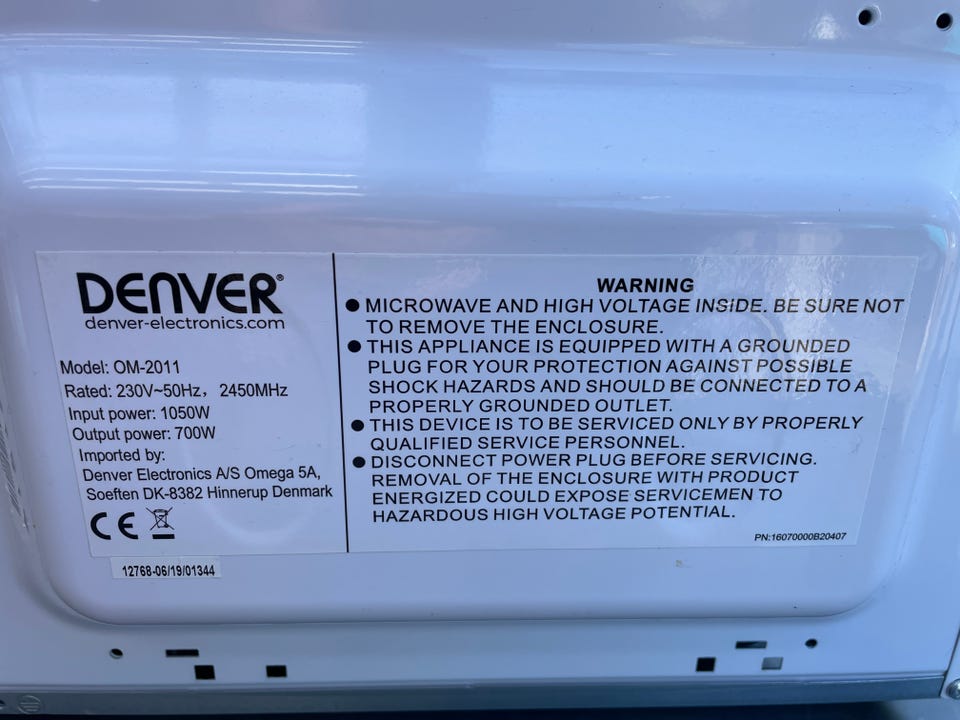 DENVER®
denver-electronics.com
Model: OM-2011
Rated: 230V~50Hz, 2450MHz
Input power: 1050W
Output power: 700W
Imported by:
Denver Electronics A/S Omega 5A,
Soeften DK-8382 Hinnerup Denmark
CE
12768-06/19/01344
WARNING
● MICROWAVE AND HIGH VOLTAGE INSIDE. BE SURE NOT
TO REMOVE THE ENCLOSURE.
● THIS APPLIANCE IS EQUIPPED WITH A GROUNDED
PLUG FOR YOUR PROTECTION AGAINST POSSIBLE
SHOCK HAZARDS AND SHOULD BE CONNECTED TO A
PROPERLY GROUNDED OUTLET.
● THIS DEVICE IS TO BE SERVICED ONLY BY PROPERLY
QUALIFIED SERVICE PERSONNEL.
● DISCONNECT POWER PLUG BEFORE SERVICING.
REMOVAL OF THE ENCLOSURE WITH PRODUCT
ENERGIZED COULD EXPOSE SERVICEMEN TO
HAZARDOUS HIGH VOLTAGE POTENTIAL.
PN:16070000B20407